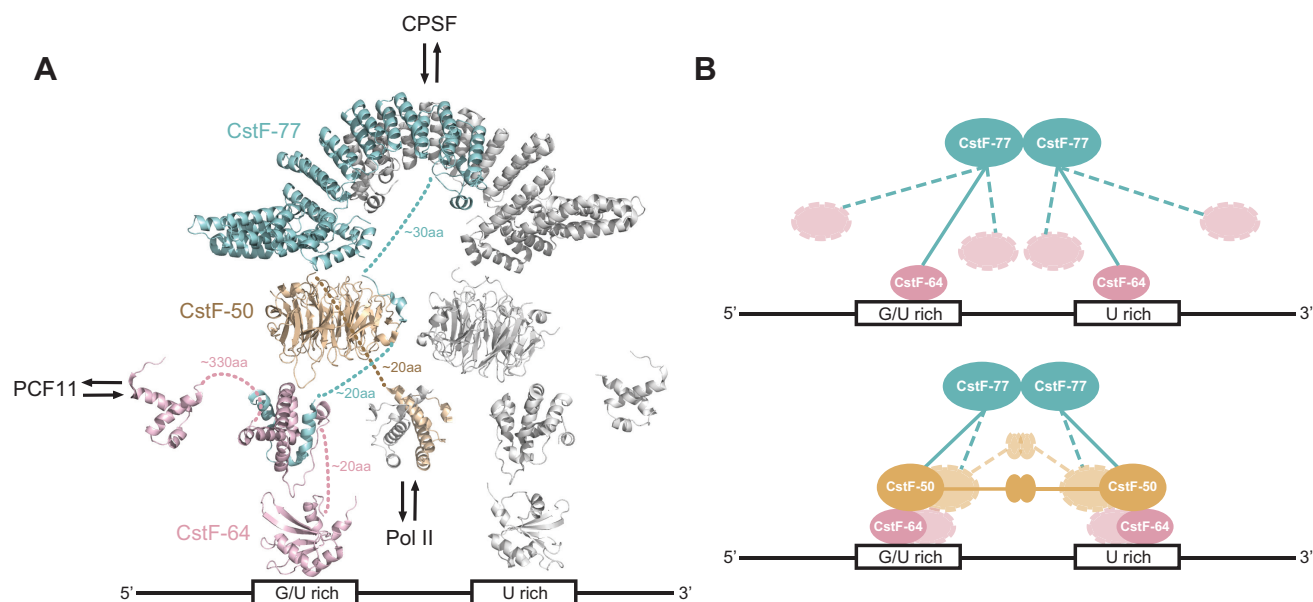 A
CPSF
CstF-77
~30aa
CstF-50
~330aa
~20aa
~20aa
PCF11
~20aa
CstF-64
Pol II
5’
G/U rich
U rich
3’
B
CstF-77
CstF-77
CstF-64
CstF-64
5’
G/U rich
U rich
3’
CstF-77
CstF-77
CstF-50
CstF-50
CstF-64
CstF-64
5’
G/U rich
U rich
3’